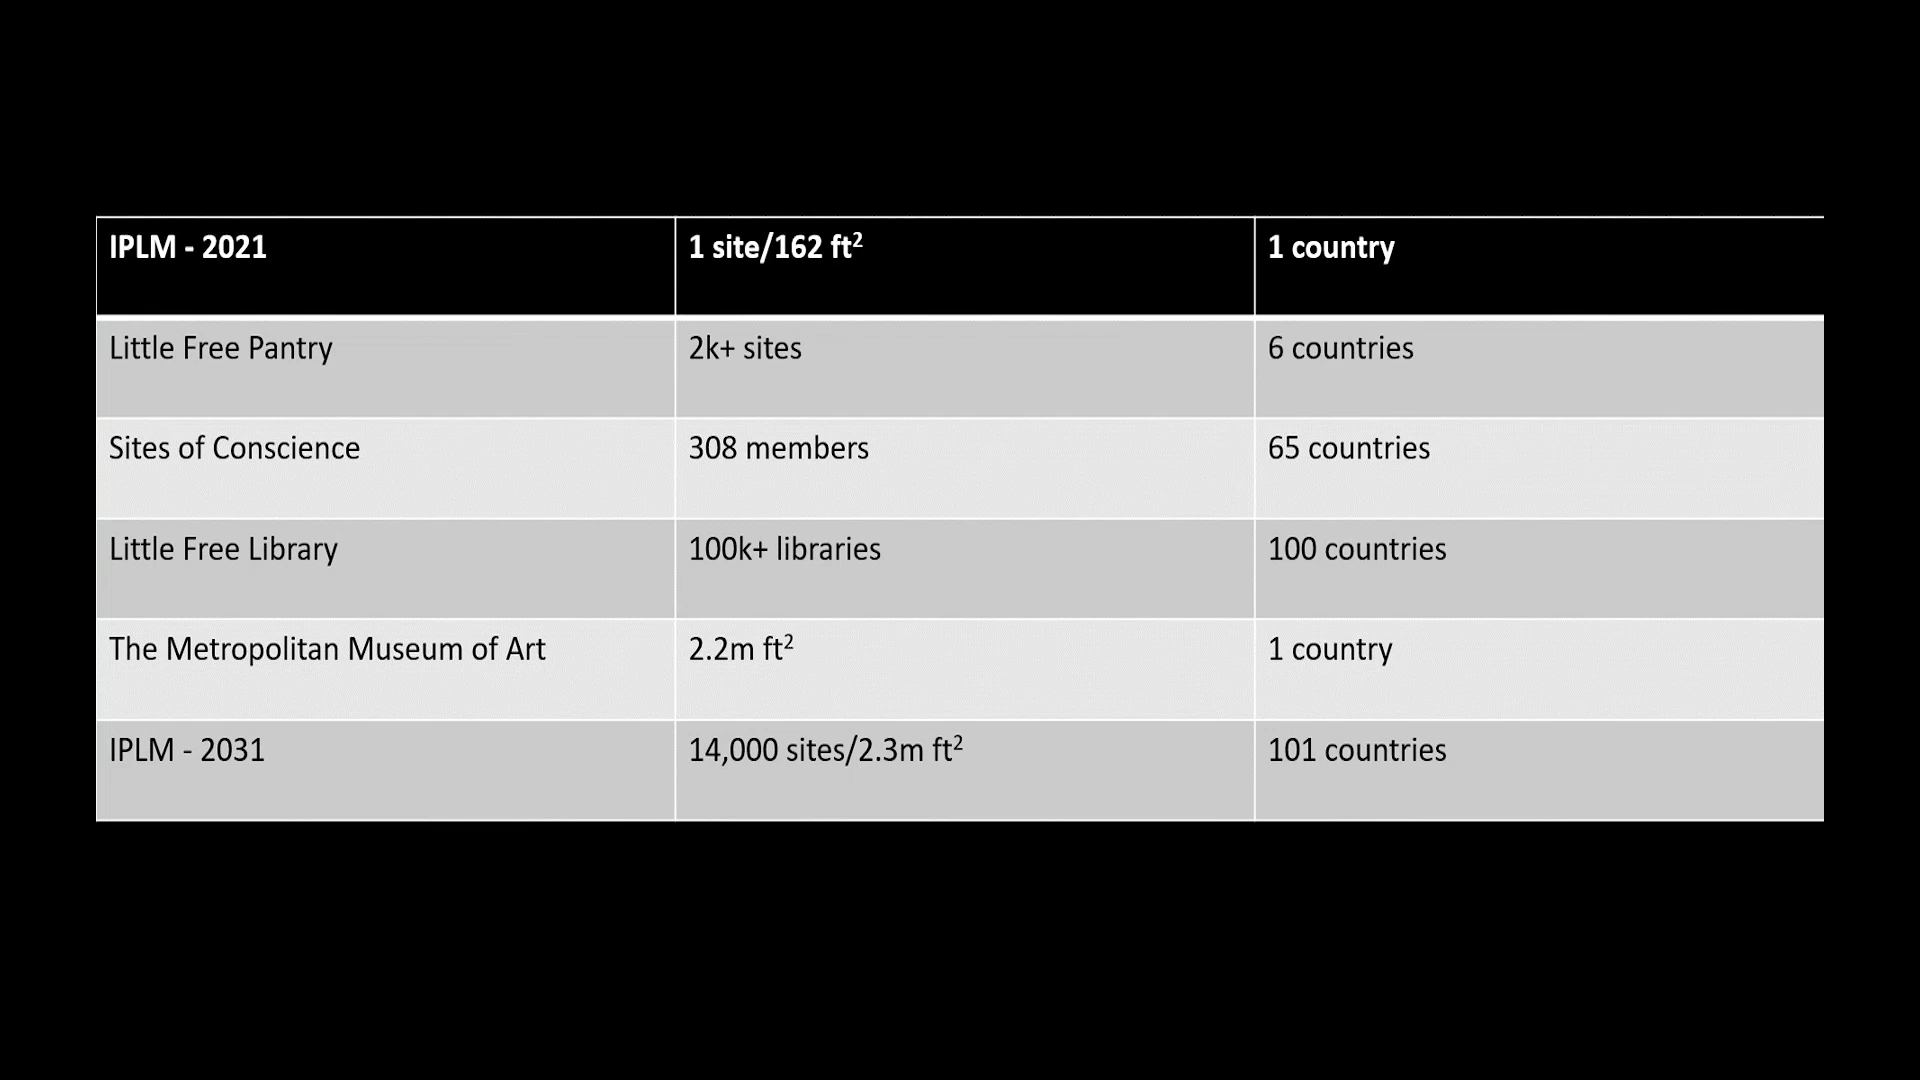 IPLM - 2021 1 site/162 ft² 1 country
Little Free Pantry 2k+ sites 6 countries
Sites of Conscience 308 members 65 countries
Little Free Library 100k+ libraries 100 countries
The Metropolitan Museum of Art 2.2m ft² 1 country
IPLM - 2031 14,000 sites/2.3m ft² 101 countries